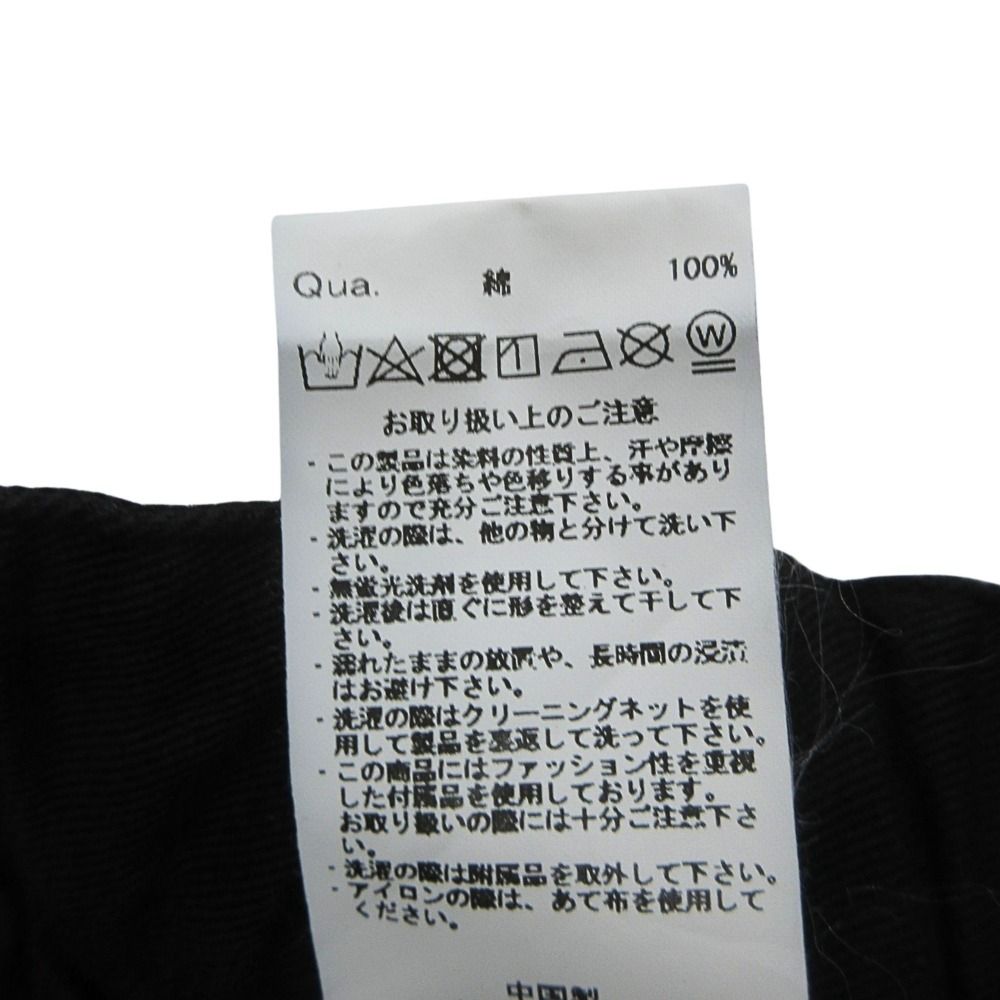 Qua. 綿 100%
W
お取り扱い上のご注意
- この製品は染料の性質上、汗や摩擦
により色落ちや色移りする事があり
ますので充分ご注意下さい。
- 洗濯の際は、他の物と分けて洗い下
さい。
- 無蛍光洗剤を使用して下さい。
- 洗濯後は直ぐに形を整えて干して下
さい。
- 濡れたままの放置や、長時間の浸漬
はお避け下さい。
- 洗濯の際はクリーニングネットを使
用して製品を裏返して洗って下さい。
- この商品にはファッション性を重視
した付属品を使用しております。
お取り扱いの際には十分ご注意下さ
い。
- 洗濯の際は附属品を取外して下さい。
- アイロンの際は、あて布を使用して
ください。
中国製